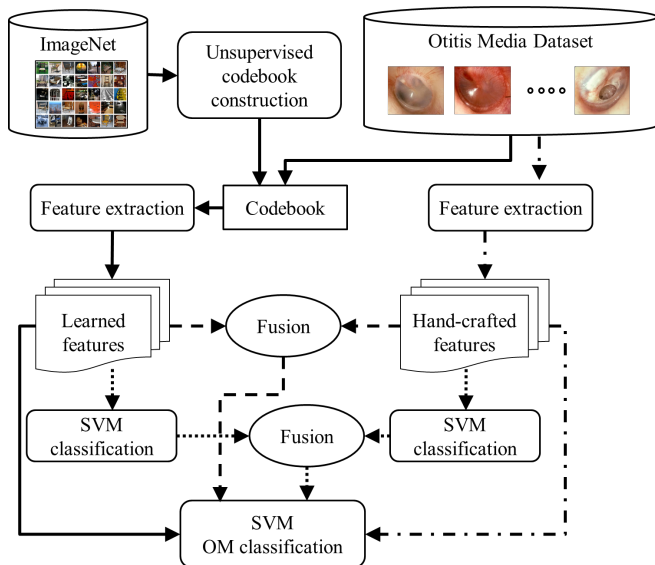 ImageNet
Unsupervised
codebook
construction
Otitis Media Dataset
Feature extraction
Codebook
Feature extraction
Learned
features
Fusion
Hand-crafted
features
SVM
classification
Fusion
SVM
classification
SVM
OM classification